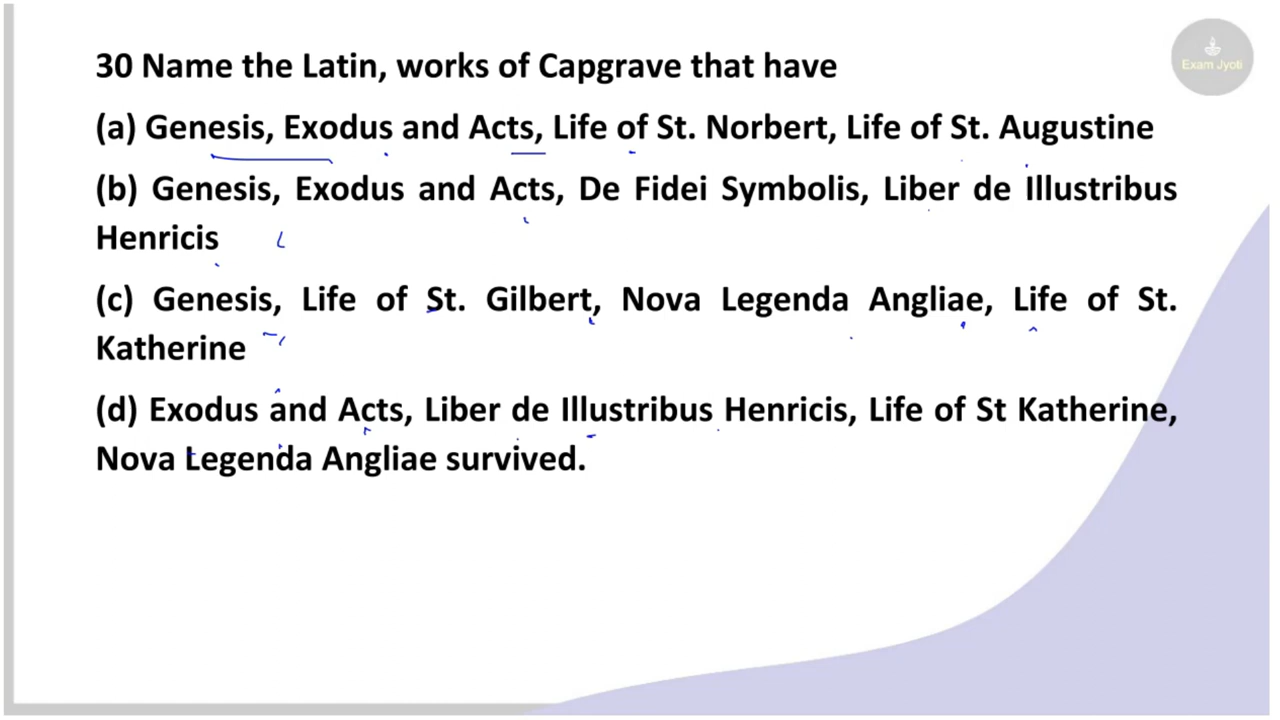 Exam Jyoti
30 Name the Latin, works of Capgrave that have
(a) Genesis, Exodus and Acts, Life of St. Norbert, Life of St. Augustine
(b) Genesis, Exodus and Acts, De Fidei Symbolis, Liber de Illustribus
Henricis
(c) Genesis, Life of St. Gilbert, Nova Legenda Angliae, Life of St.
Katherine
(d) Exodus and Acts, Liber de Illustribus Henricis, Life of St Katherine,
Nova Legenda Angliae survived.